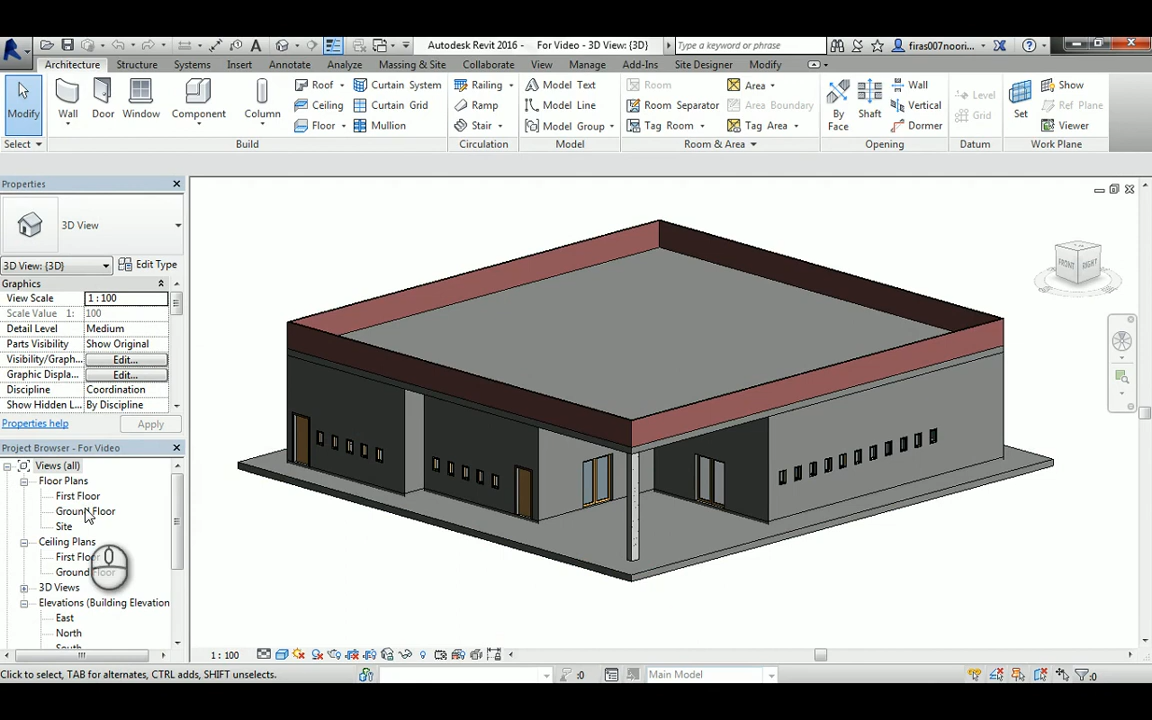 Autodesk Revit 2016 - For Video - 3D View: {3D}
Type a keyword or phrase
firas007noori...
Architecture Structure Systems Insert Annotate Analyze Massing & Site Collaborate View Manage Add-Ins Site Designer Modify
Modify
Wall
Door
Window
Component
Roof
Ceiling
Floor
Column
Curtain System
Curtain Grid
Mullion
Railing
Ramp
Stair
Model Text
Model Line
Model Group
Room
Room Separator
Tag Room
Area
Area Boundary
Tag Area
By Face
Shaft
Wall
Vertical
Dormer
Level
Grid
Set
Show
Ref Plane
Viewer
Select Build Circulation Model Room & Area Opening Datum Work Plane
Properties
3D View
3D View: {3D} Edit Type
Graphics
View Scale 1 : 100
Scale Value 1: 100
Detail Level Medium
Parts Visibility Show Original
Visibility/Graph... Edit...
Graphic Displa... Edit...
Discipline Coordination
Show Hidden L... By Discipline
Properties help Apply
Project Browser - For Video
Views (all)
Floor Plans
First Floor
Ground Floor
Site
Ceiling Plans
First Floor
Ground Floor
3D Views
Elevations (Building Elevation
East
North
South
FRONT RIGHT
1 : 100
Click to select, TAB for alternates, CTRL adds, SHIFT unselects.
:0
Main Model
:0